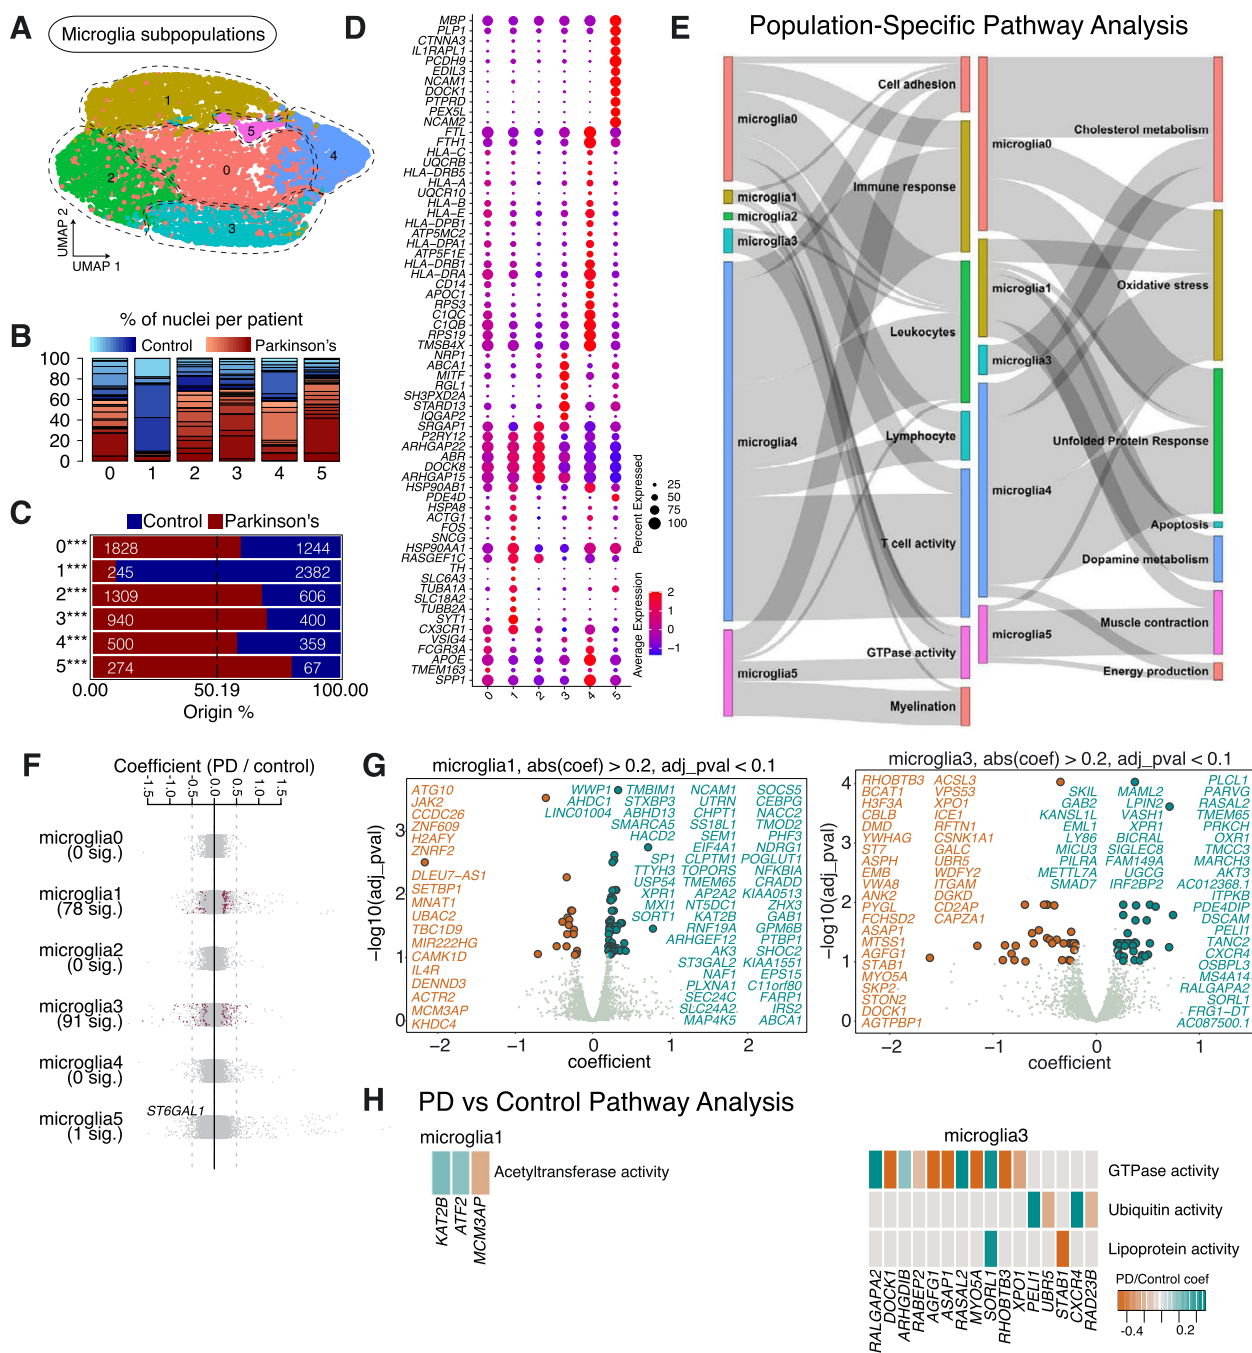 A
Microglia subpopulations
1
5
4
0
2
3
UMAP 2
UMAP 1
B
% of nuclei per patient
Control
Parkinson's
100
80
60
40
20
0
0 1 2 3 4 5
C
Control Parkinson's
0*** 1828 1244
1*** 245 2382
2*** 1309 606
3*** 940 400
4*** 500 359
5*** 274 67
0.00 50.19 100.00
Origin %
D
MBP
PLP1
CTNNA3
IL1RAPL1
PCDH9
EDIL3
NCAM1
DOCK1
PTPRD
PEX5L
NCAM2
FTL
FTH1
HLA-C
UQCRB
HLA-DRB5
HLA-A
UQCR10
HLA-B
HLA-E
HLA-DPB1
ATP5MC2
HLA-DPA1
ATP5F1E
HLA-DRB1
HLA-DRA
CD14
APOC1
RPS3
C1QC
C1QB
RPS19
TMSB4X
NRP1
ABCA1
MITF
RGL1
SH3PXD2A
STARD13
IQGAP2
SRGAP1
P2RY12
ARHGAP22
ABR
DOCK8
ARHGAP15
HSP90AB1
PDE4D
HSPA8
ACTG1
FOS
SNCG
HSP90AA1
RASGEF1C
TH
SLC6A3
TUBA1A
SLC18A2
TUBB2A
SYT1
CX3CR1
VSIG4
FCGR3A
APOE
TMEM163
SPP1
0 1 2 3 4 5
Percent Expressed
25
50
75
100
Average Expression
2
1
0
-1
E
Population-Specific Pathway Analysis
microglia0
microglia1
microglia2
microglia3
microglia4
microglia5
Cell adhesion
Immune response
Leukocytes
Lymphocyte
T cell activity
GTPase activity
Myelination
microglia0
microglia1
microglia3
microglia4
microglia5
Cholesterol metabolism
Oxidative stress
Unfolded Protein Response
Apoptosis
Dopamine metabolism
Muscle contraction
Energy production
F
Coefficient (PD / control)
-1.5 -1 -0.5 0.0 0.5 1 1.5
microglia0
(0 sig.)
microglia1
(78 sig.)
microglia2
(0 sig.)
microglia3
(91 sig.)
microglia4
(0 sig.)
ST6GAL1
microglia5
(1 sig.)
G
microglia1, abs(coef) > 0.2, adj_pval < 0.1
−log10(adj_pval)
3
2
1
0
−2 −1 0 1 2
coefficient
ATG10
JAK2
CCDC26
ZNF609
H2AFY
ZNRF2
DLEU7-AS1
SETBP1
MNAT1
UBAC2
TBC1D9
MIR222HG
CAMK1D
IL4R
DENND3
ACTR2
MCM3AP
KHDC4
WWP1 TMBIM1 NCAM1 SOCS5
AHDC1 STXBP3 UTRN CEBPG
LINC01004 ABHD13 CHPT1 NACC2
SMARCA5 SS18L1 TMOD2
HACD2 SEM1 PHF3
EIF4A1 NDRG1
SP1 CLPTM1 POGLUT1
TTYH3 TOPORS NFKBIA
USP54 TMEM65 CRADD
XPR1 AP2A2 KIAA0513
MXI1 NT5DC1 ZHX3
SORT1 KAT2B GAB1
RNF19A GPM6B
ARHGEF12 PTBP1
AK3 SHOC2
ST3GAL2 KIAA1551
NAF1 EPS15
PLXNA1 C11orf80
SEC24C FARP1
SLC24A2 IRS2
MAP4K5 ABCA1
microglia3, abs(coef) > 0.2, adj_pval < 0.1
−log10(adj_pval)
4
3
2
1
0
−2 −1 0 1
coefficient
RHOBTB3 ACSL3
BCAT1 VPS53
H3F3A XPO1
CBLB ICE1
DMD RFTN1
YWHAG CSNK1A1
ST7 GALC
ASPH UBR5
EMB WDFY2
VWA8 ITGAM
ANK2 DGKD
PYGL CD2AP
FCHSD2 CAPZA1
ASAP1
MTSS1
AGFG1
STAB1
MYO5A
SKP2
STON2
DOCK1
AGTPBP1
PLCL1
SKIL MAML2 PARVG
GAB2 LPIN2 RASAL2
KANSL1L VASH1 TMEM65
EML1 XPR1 PRKCH
LY86 BICRAL OXR1
MICU3 SIGLEC8 TMCC3
PILRA FAM149A MARCH3
METTL7A UGCG AKT3
SMAD7 IRF2BP2 AC012368.1
ITPKB
PDE4DIP
DSCAM
PELI1
TANC2
CXCR4
OSBPL3
MS4A14
RALGAPA2
SORL1
FRG1-DT
AC087500.1
H
PD vs Control Pathway Analysis
microglia1
Acetyltransferase activity
KAT2B
ATF2
MCM3AP
microglia3
GTPase activity
Ubiquitin activity
Lipoprotein activity
RALGAPA2
DOCK1
ARHGDIB
RABEP2
AGFG1
ASAP1
RASAL2
MYO5A
SORL1
RHOBTB3
XPO1
PELI1
UBR5
STAB1
CXCR4
RAD23B
PD/Control coef
-0.4 0.2